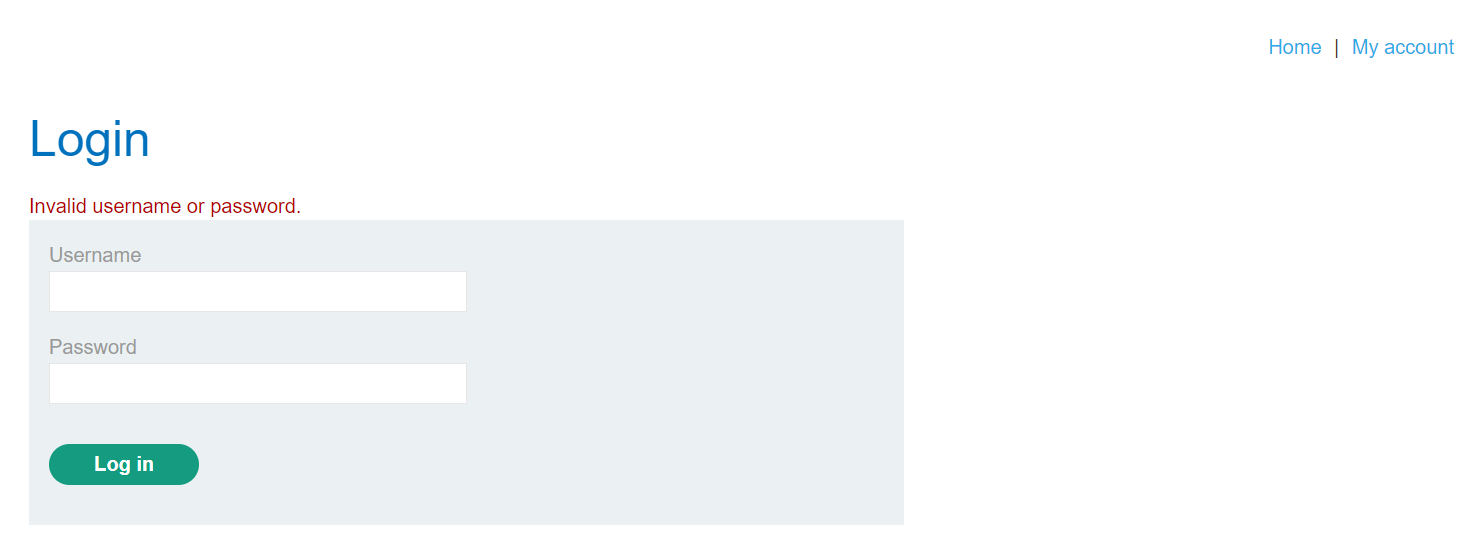 Home | My account
Login
Invalid username or password.
Username
Password
Log in